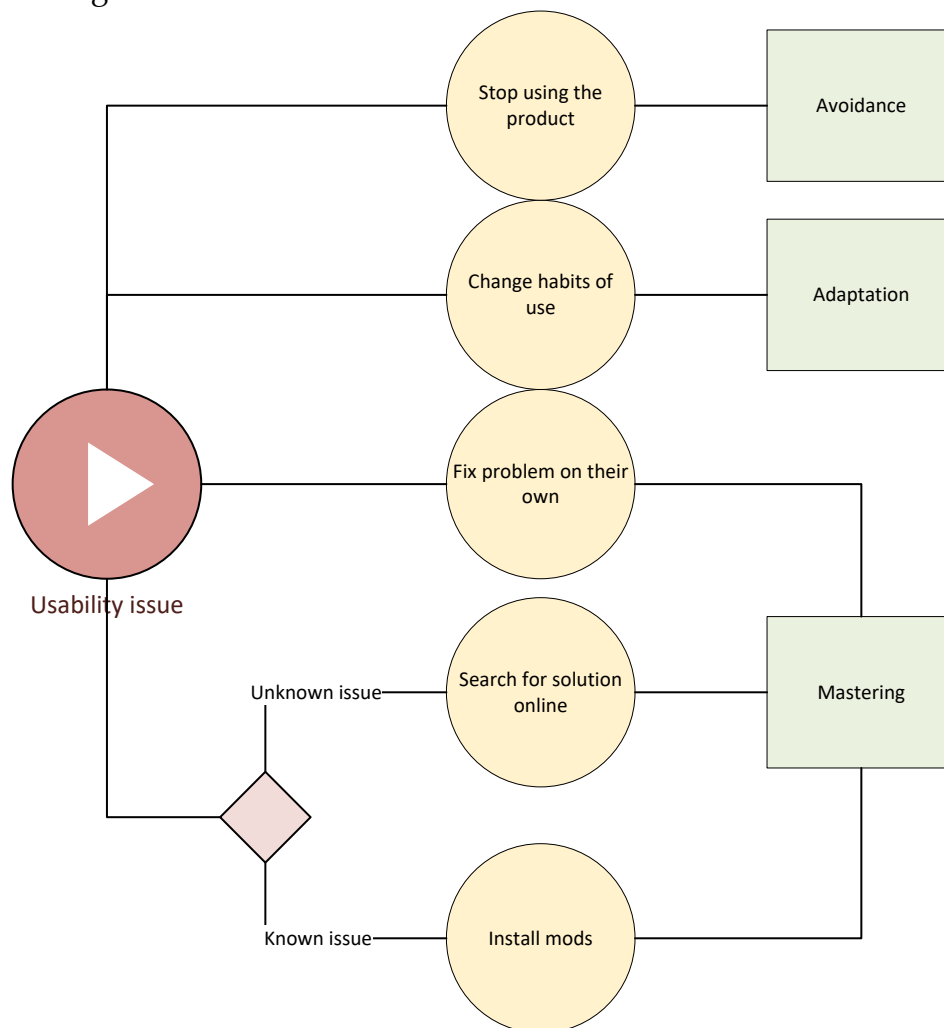 Stop using the
product
Avoidance
Change habits of
use
Adaptation
Fix problem on their
own
Usability issue
Unknown issue
Search for solution
online
Mastering
Known issue
Install mods